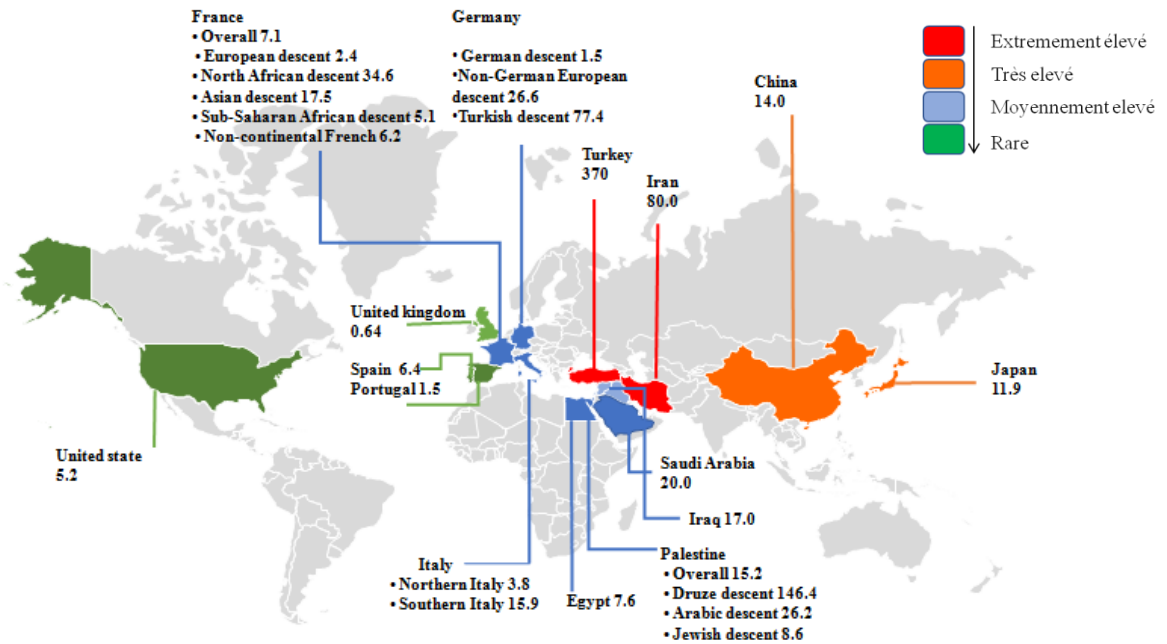 France
• Overall 7.1
• European descent 2.4
• North African descent 34.6
• Asian descent 17.5
• Sub-Saharan African descent 5.1
• Non-continental French 6.2
Germany
• German descent 1.5
•Non-German European
descent 26.6
•Turkish descent 77.4
Extremement élevé
Très elevé
Moyennement elevé
Rare
China
14.0
Turkey
370
Iran
80.0
United kingdom
0.64
Spain 6.4
Portugal 1.5
Japan
11.9
United state
5.2
Saudi Arabia
20.0
Iraq 17.0
Italy
• Northern Italy 3.8
• Southern Italy 15.9
Egypt 7.6
Palestine
• Overall 15.2
• Druze descent 146.4
• Arabic descent 26.2
• Jewish descent 8.6